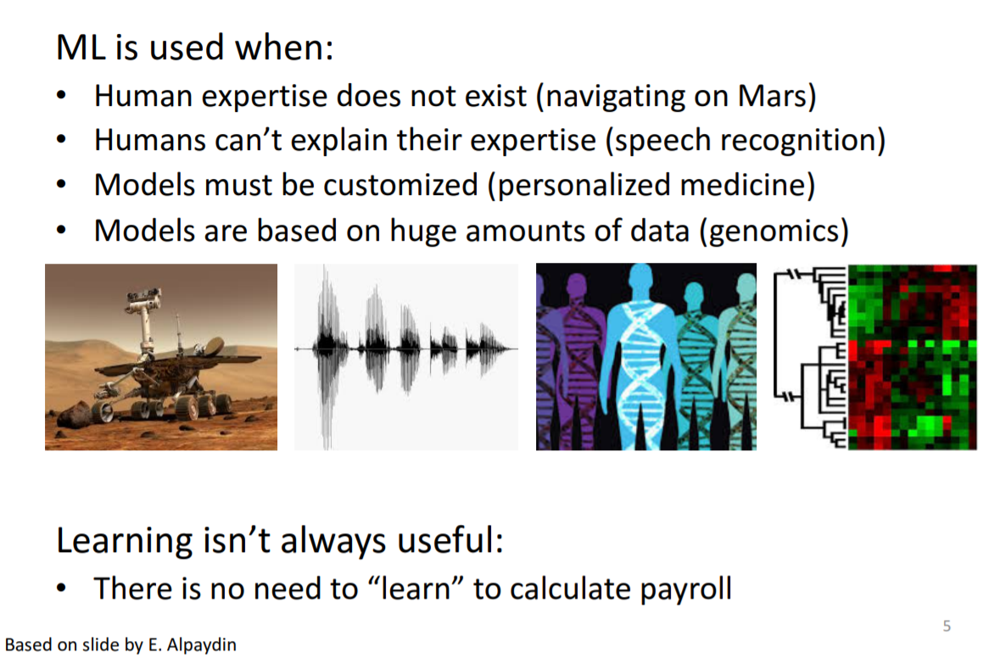 ML is used when:
• Human expertise does not exist (navigating on Mars)
• Humans can’t explain their expertise (speech recognition)
• Models must be customized (personalized medicine)
• Models are based on huge amounts of data (genomics)
Learning isn’t always useful:
• There is no need to “learn” to calculate payroll
5
Based on slide by E. Alpaydin